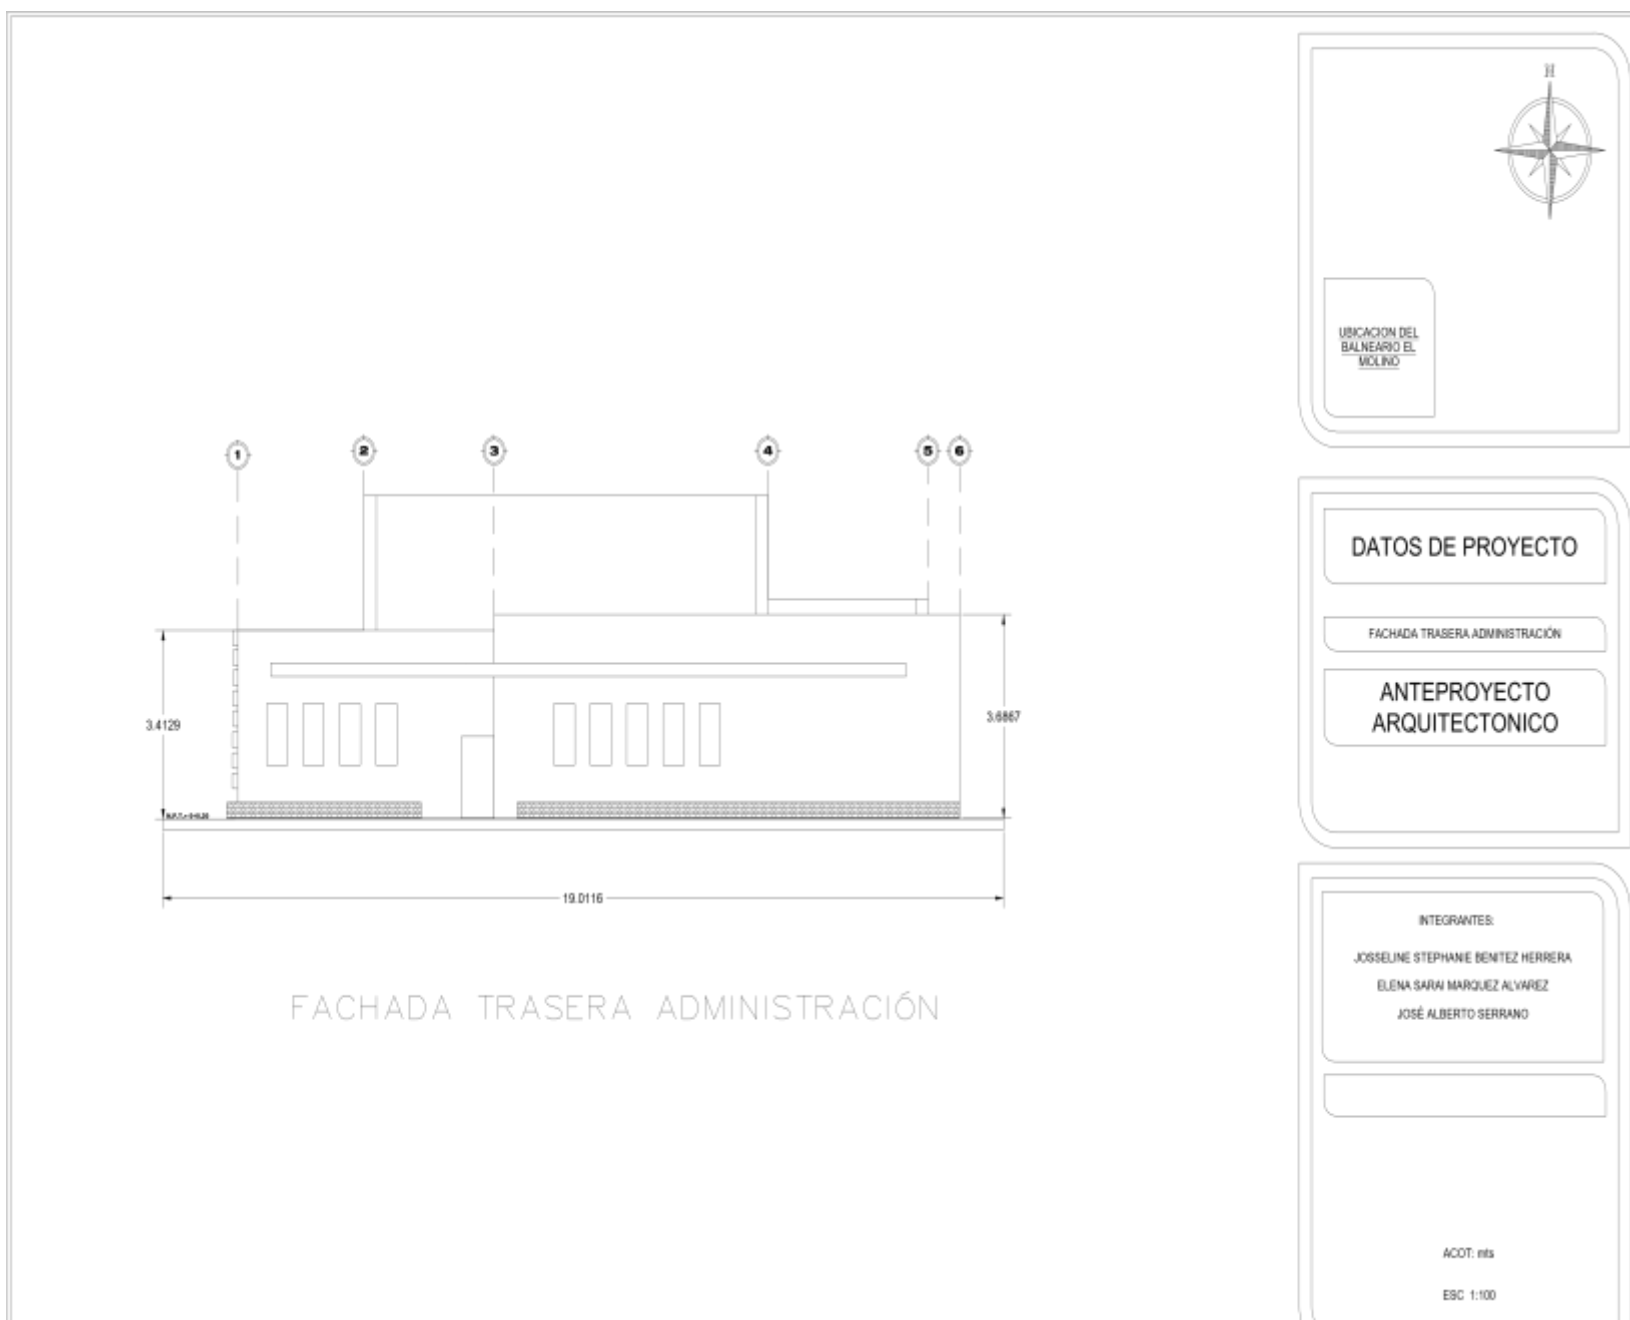 N
UBICACION DEL
BALNEARIO EL
MOLINO
1 2 3 4 5 6
3.4129
3.6867
19.0116
FACHADA TRASERA ADMINISTRACIÓN
DATOS DE PROYECTO
FACHADA TRASERA ADMINISTRACIÓN
ANTEPROYECTO
ARQUITECTONICO
INTEGRANTES:
JOSSELINE STEPHANIE BENITEZ HERRERA
ELENA SARAI MARQUEZ ALVAREZ
JOSÉ ALBERTO SERRANO
ACOT: mts
ESC 1:100